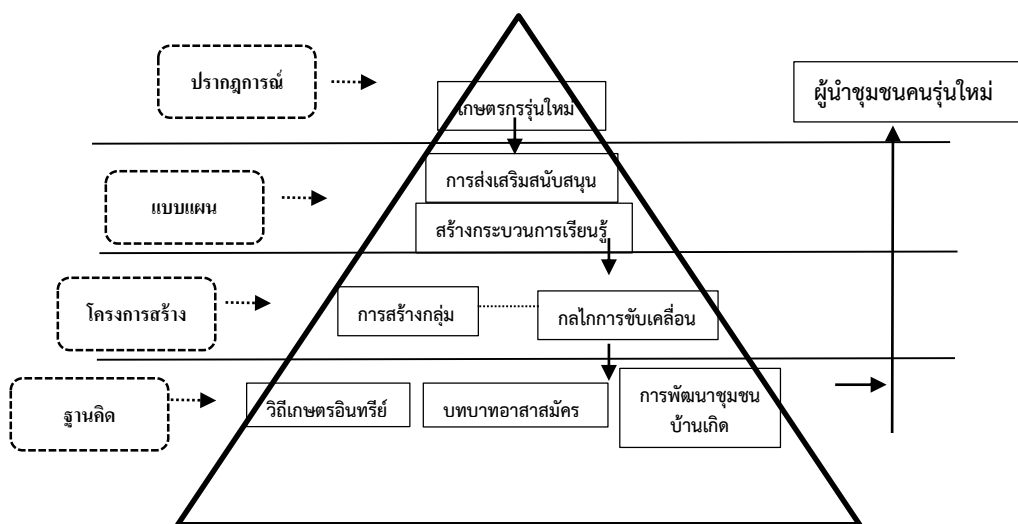 ปรากฎการณ์
เกษตรกรรุ่นใหม่
ผู้นำชุมชนคนรุ่นใหม่
แบบแผน
การส่งเสริมสนับสนุน
สร้างกระบวนการเรียนรู้
โครงการสร้าง
การสร้างกลุ่ม
กลไกการขับเคลื่อน
ฐานคิด
วิถีเกษตรอินทรีย์
บทบาทอาสาสมัคร
การพัฒนาชุมชน
บ้านเกิด